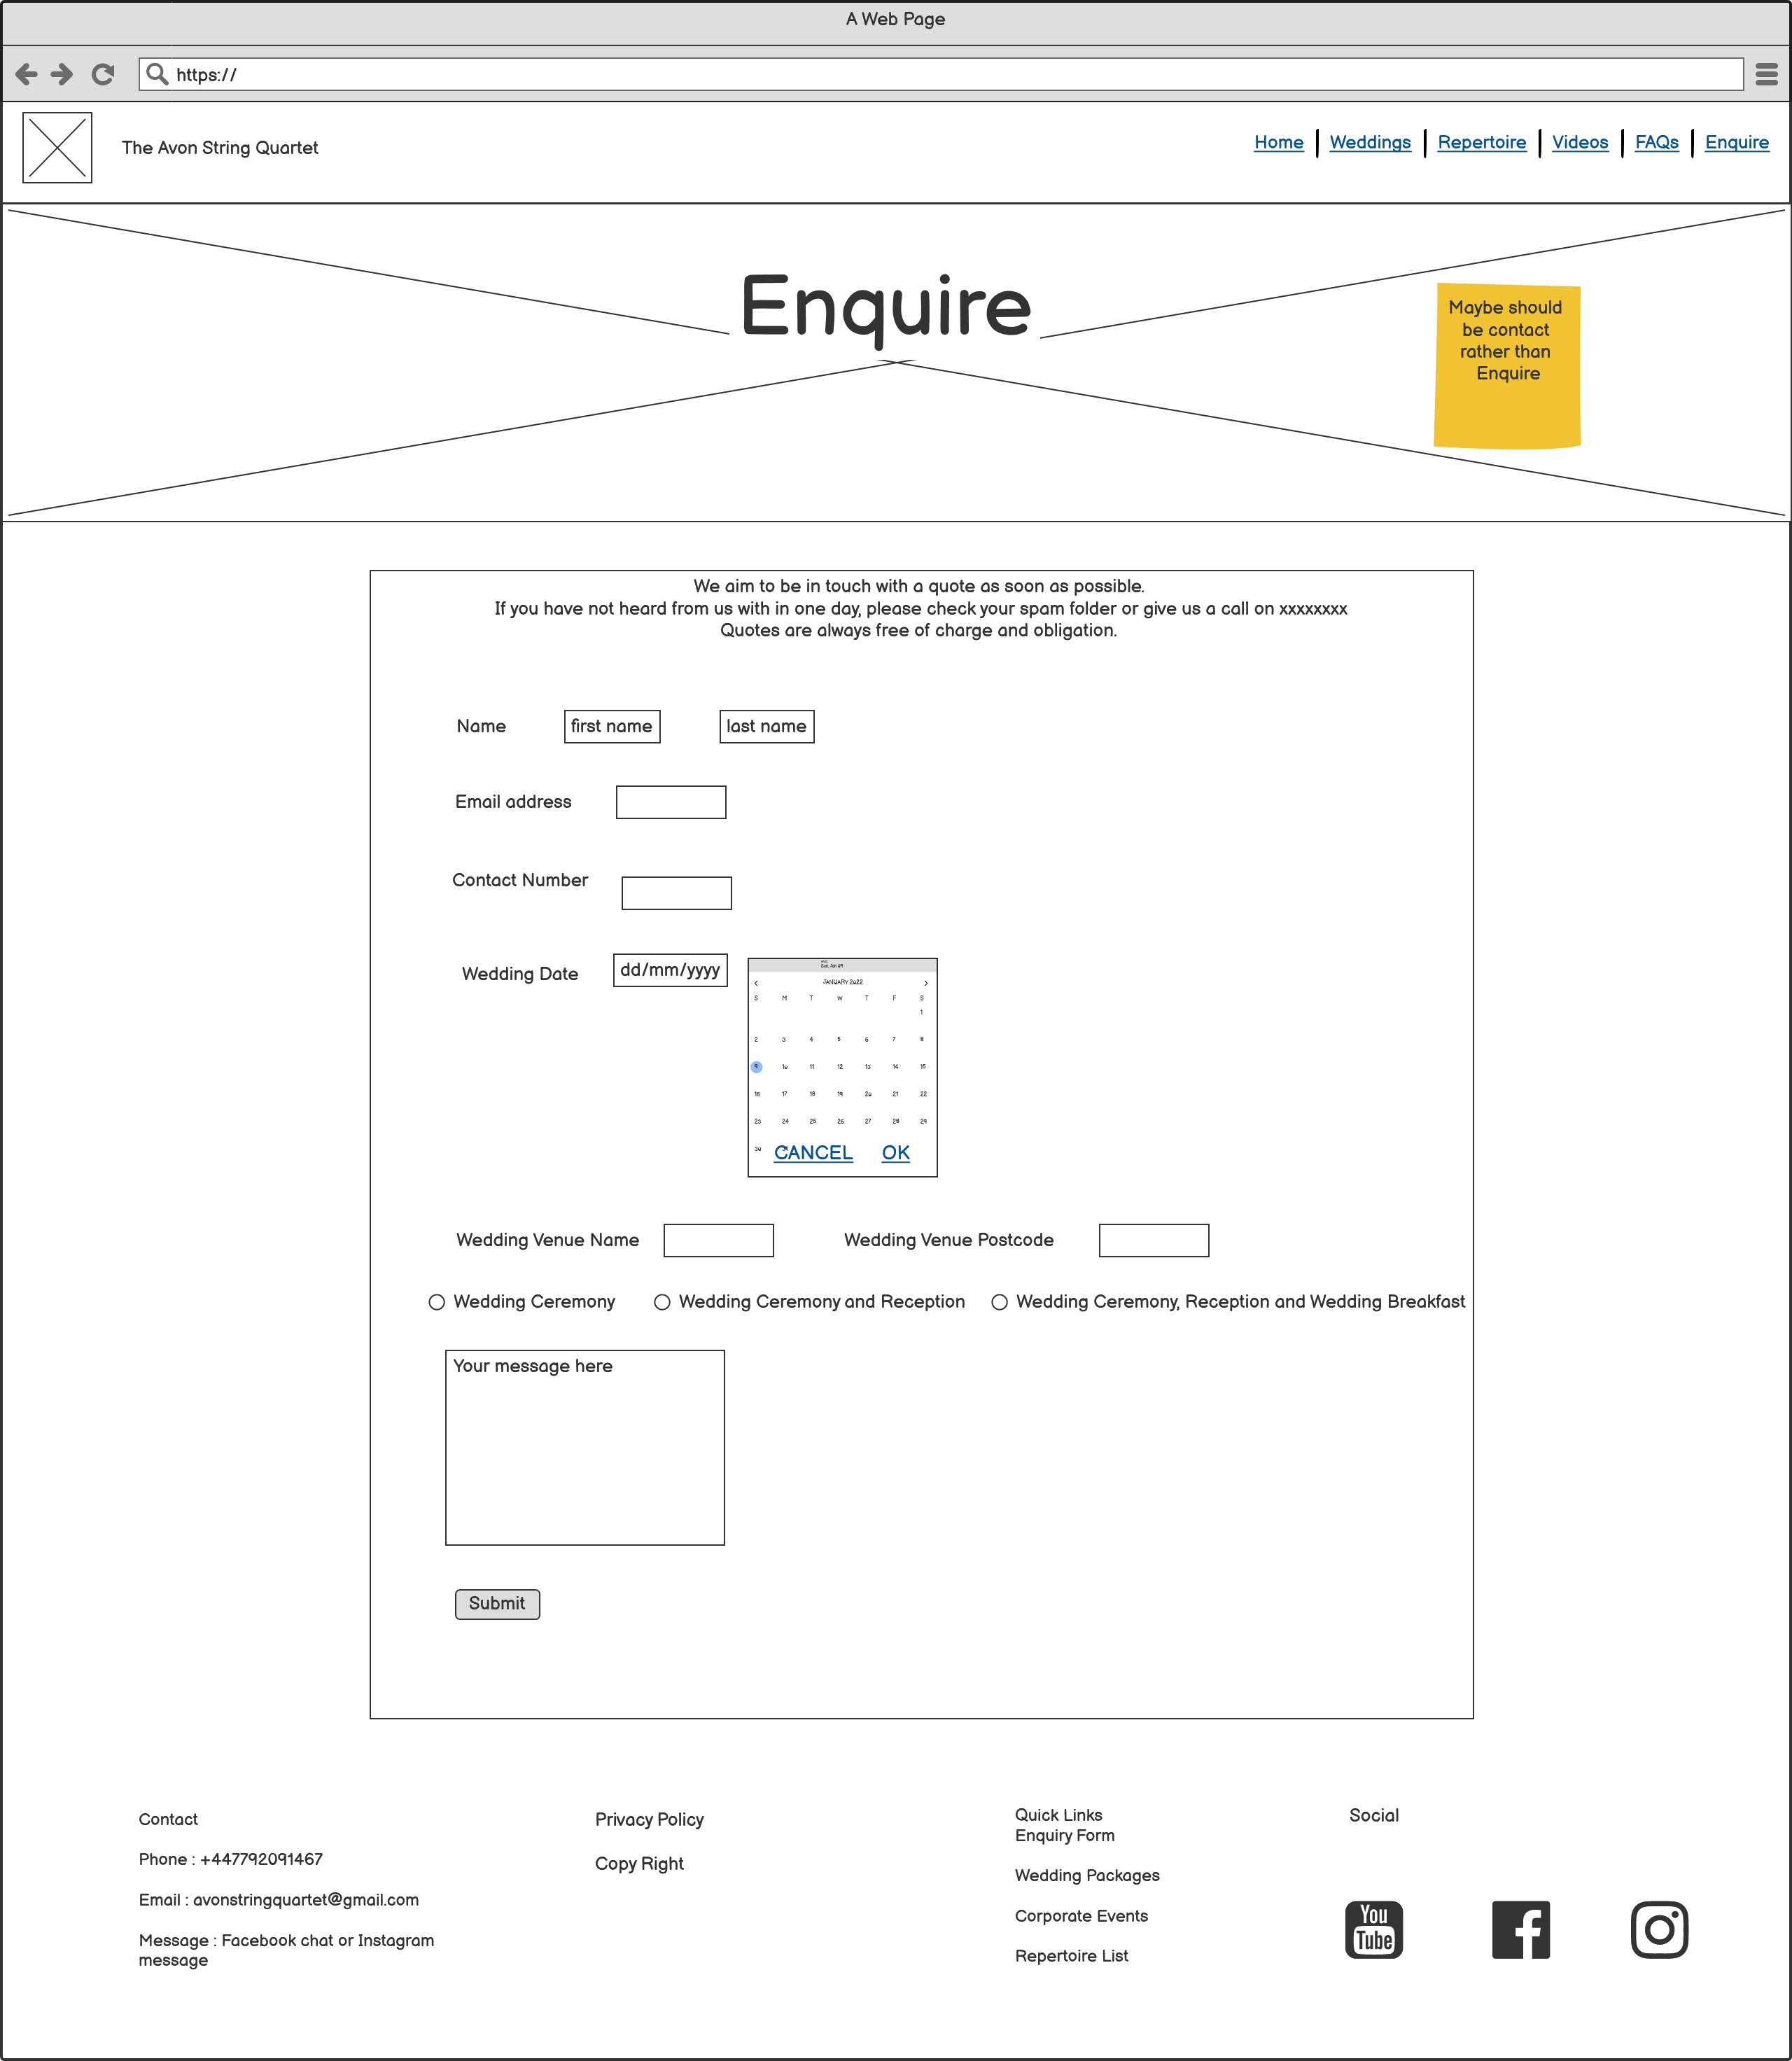 A Web Page
https://
The Avon String Quartet
Home Weddings Repertoire Videos FAQs Enquire
Enquire
Maybe should
be contact
rather than
Enquire
We aim to be in touch with a quote as soon as possible.
If you have not heard from us with in one day, please check your spam folder or give us a call on xxxxxxxx
Quotes are always free of charge and obligation.
Name first name last name
Email address
Contact Number
Wedding Date dd/mm/yyyy
Sun, Jan 09
JANUARY 2022
S M T W T F S
1
2 3 4 5 6 7 8
9 10 11 12 13 14 15
16 17 18 19 20 21 22
23 24 25 26 27 28 29
30
CANCEL OK
Wedding Venue Name Wedding Venue Postcode
Wedding Ceremony Wedding Ceremony and Reception Wedding Ceremony, Reception and Wedding Breakfast
Your message here
Submit
Contact
Phone : +447792091467
Email : avonstringquartet@gmail.com
Message : Facebook chat or Instagram
message
Privacy Policy
Copy Right
Quick Links
Enquiry Form
Wedding Packages
Corporate Events
Repertoire List
Social
You
Tube